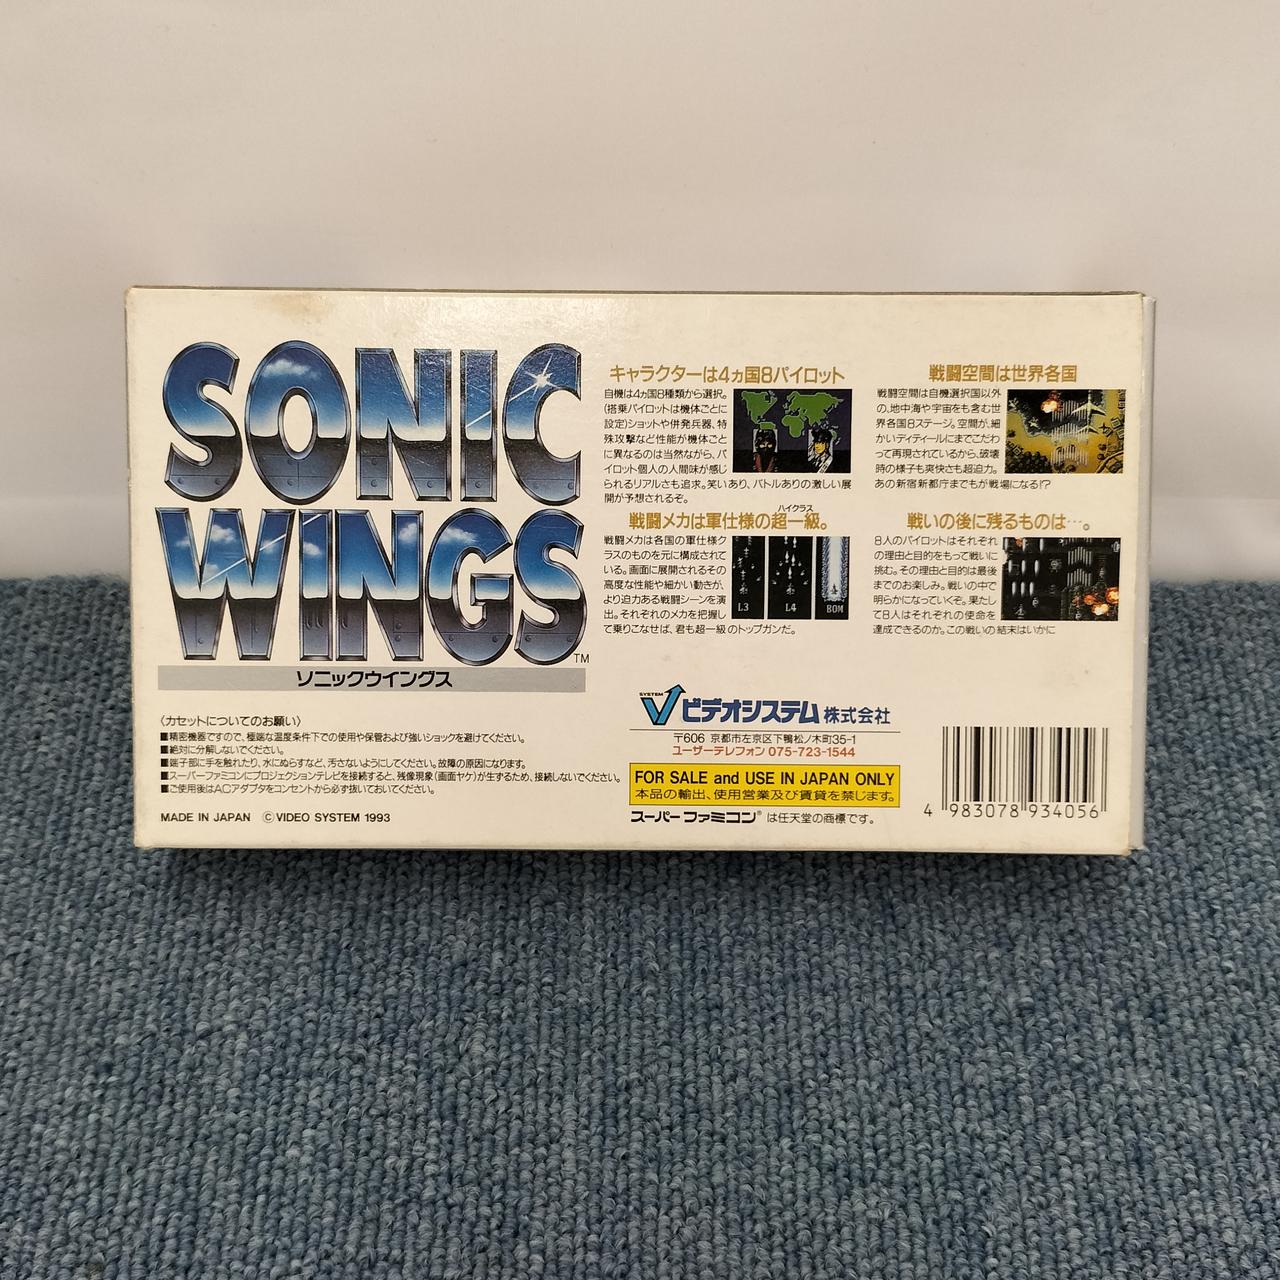 SONIC
WINGS
TM
ソニックウイングス
〈カセットについてのお願い〉
■精密機器ですので、極端な温度条件下での使用や保管および強いショックを避けてください。
■絶対に分解しないでください。
■端子部に手を触れたり、水にぬらすなど、汚さないようにしてください。故障の原因になります。
■スーパーファミコンにプロジェクションテレビを接続すると、残像現象(画面ヤケ)が生ずるため、接続しないでください。
■ご使用後はACアダプタをコンセントから必ず抜いておいてください。
MADE IN JAPAN ©VIDEO SYSTEM 1993
キャラクターは4ヵ国8パイロット
自機は4カ国8種類から選択。
(搭乗パイロットは機体ごとに
設定)ショットや併発兵器、特
殊攻撃など性能が機体ごと
に異なるのは当然ながら、パ
イロット個人の人間味が感じ
られるリアルさも追求。笑いあり、バトルありの激しい展
開が予想されるぞ。
戦闘空間は世界各国
戦闘空間は自機選択国以外
の、地中海や宇宙をも含む世
界各国8ステージ。空間が、細
かいディティールにまでこだわ
って再現されているから、破壊
時の様子も爽快さも超迫力。
あの新宿新都庁までもが戦場になる!?
ハイクラス
戦闘メカは軍仕様の超一級。
戦闘メカは各国の軍仕様ク
ラスのものを元に構成されて
いる。画面に展開されるその
高度な性能や細かい動きが、
より迫力ある戦闘シーンを演
出。それぞれのメカを把握し
て乗りこなせば、君も超一級のトップガンだ。
L3 L4 BOM
戦いの後に残るものは…。
8人のパイロットはそれぞれ
の理由と目的をもって戦いに
挑む。その理由と目的は最後
までのお楽しみ。戦いの中で
明らかになっていくぞ。果たし
て8人はそれぞれの使命を
達成できるのか。この戦いの結末はいかに
SYSTEM
Vビデオシステム株式会社
〒606 京都市左京区下鴨松ノ木町35-1
ユーザーテレフォン 075-723-1544
FOR SALE and USE IN JAPAN ONLY
本品の輸出、使用営業及び賃貸を禁じます。
スーパーファミコン®は任天堂の商標です。
4 983078 934056